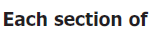 Each section of